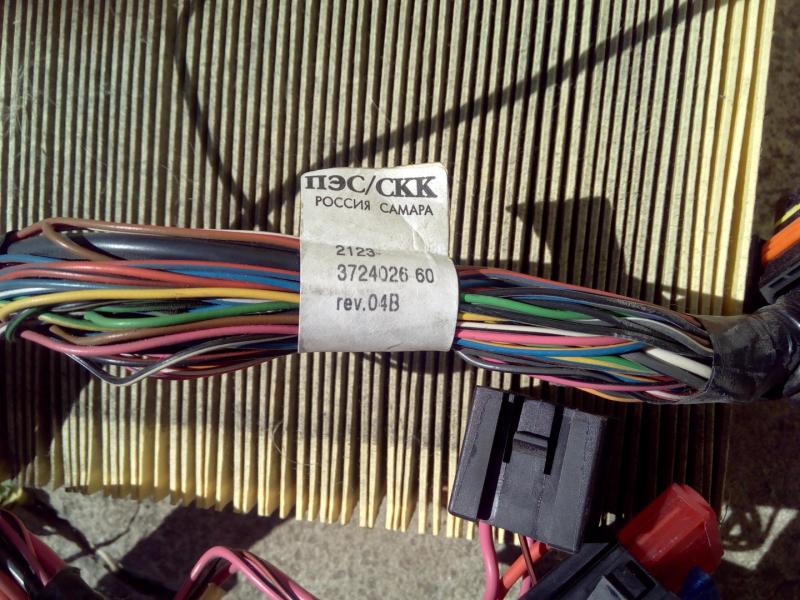 ПЭС/СКК
РОССИЯ САМАРА
2123-
3724026 60
rev.04B